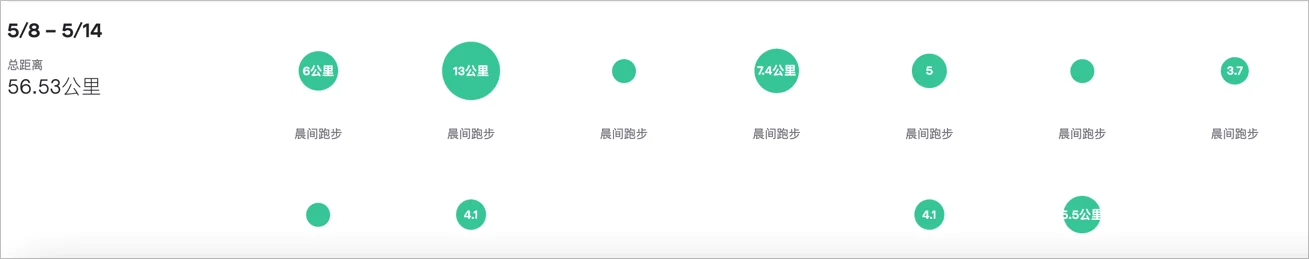 5/8 – 5/14
总距离
56.53公里
6公里 13公里 7.4公里 5 3.7
晨间跑步 晨间跑步 晨间跑步 晨间跑步 晨间跑步 晨间跑步 晨间跑步
4.1 4.1 5.5公里